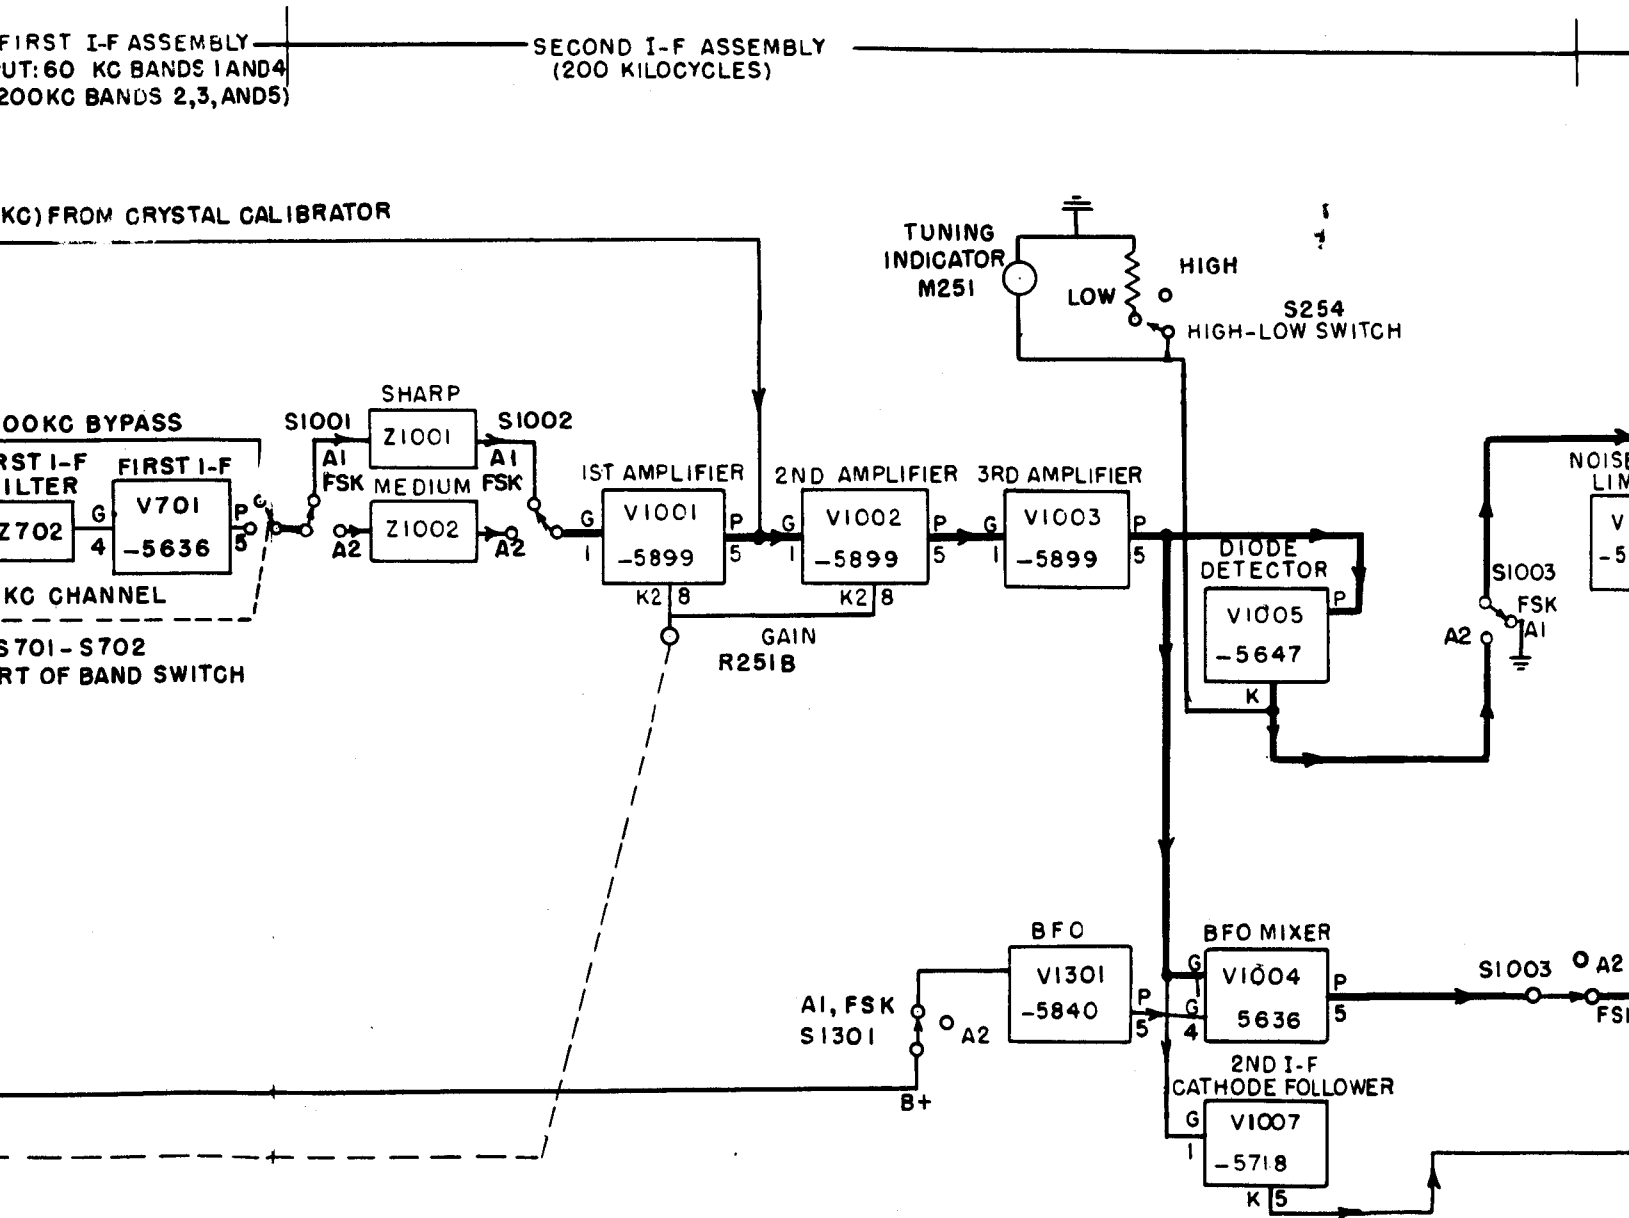 FIRST I-F ASSEMBLY
UT: 60 KC BANDS 1 AND 4
200KC BANDS 2,3, AND 5)
SECOND I-F ASSEMBLY
(200 KILOCYCLES)
KC) FROM CRYSTAL CALIBRATOR
TUNING
INDICATOR
M251
LOW
HIGH
S254
HIGH-LOW SWITCH
00KC BYPASS
RST I-F
ILTER
Z702
FIRST I-F
V701
-5636
G
4
P
5
KC CHANNEL
S701-S702
RT OF BAND SWITCH
S1001
A1
FSK
A2
SHARP
Z1001
MEDIUM
Z1002
S1002
A1
FSK
A2
1ST AMPLIFIER
G
1
V1001
-5899
P
5
K2 8
2ND AMPLIFIER
G
1
V1002
-5899
P
5
K2 8
GAIN
R251B
3RD AMPLIFIER
G
1
V1003
-5899
P
5
DIODE
DETECTOR
V1005
-5647
P
K
S1003
FSK
A1
A2
NOISE
LIM
V
-5
BFO
V1301
-5840
P
5
A1, FSK
S1301
A2
B+
BFO MIXER
G
1
G
4
V1004
5636
P
5
S1003
A2
FS
2ND I-F
CATHODE FOLLOWER
G
1
V1007
-5718
K 5